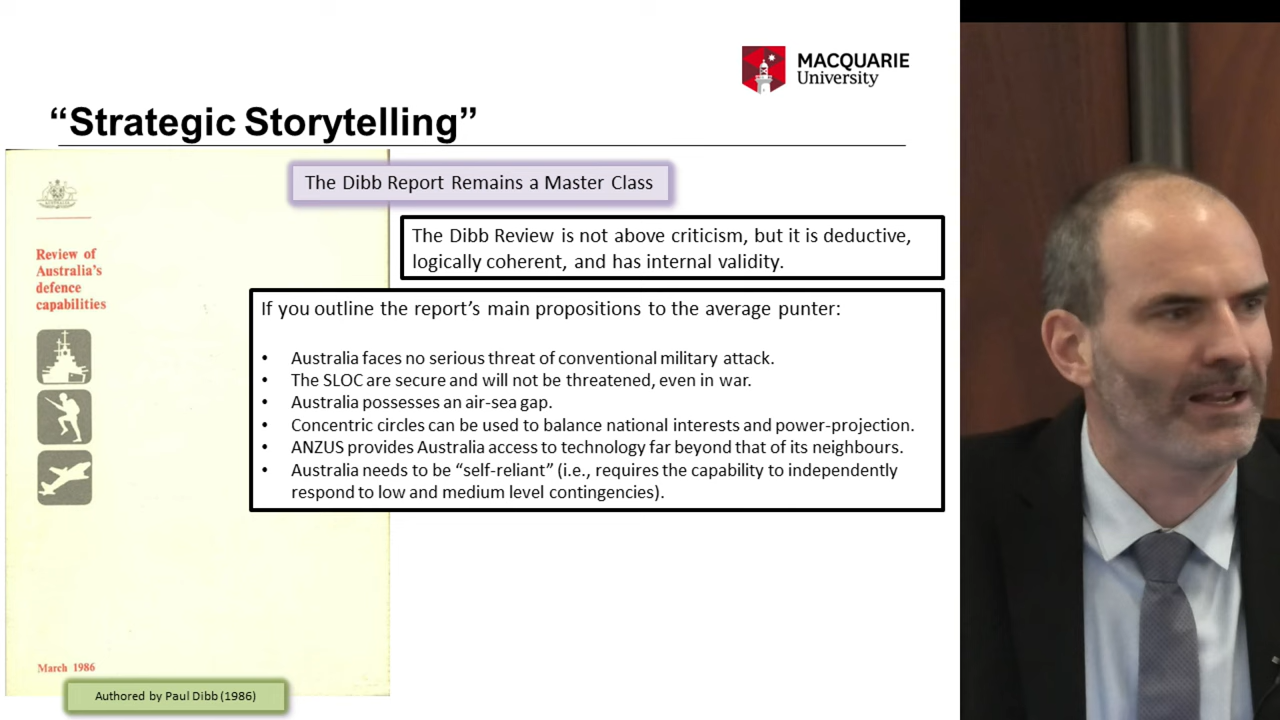 MACQUARIE
University
“Strategic Storytelling”
The Dibb Report Remains a Master Class
The Dibb Review is not above criticism, but it is deductive,
logically coherent, and has internal validity.
Review of
Australia's
defence
capabilities
If you outline the report’s main propositions to the average punter:
• Australia faces no serious threat of conventional military attack.
• The SLOC are secure and will not be threatened, even in war.
• Australia possesses an air-sea gap.
• Concentric circles can be used to balance national interests and power-projection.
• ANZUS provides Australia access to technology far beyond that of its neighbours.
• Australia needs to be “self-reliant” (i.e., requires the capability to independently
respond to low and medium level contingencies).
March 1986
Authored by Paul Dibb (1986)